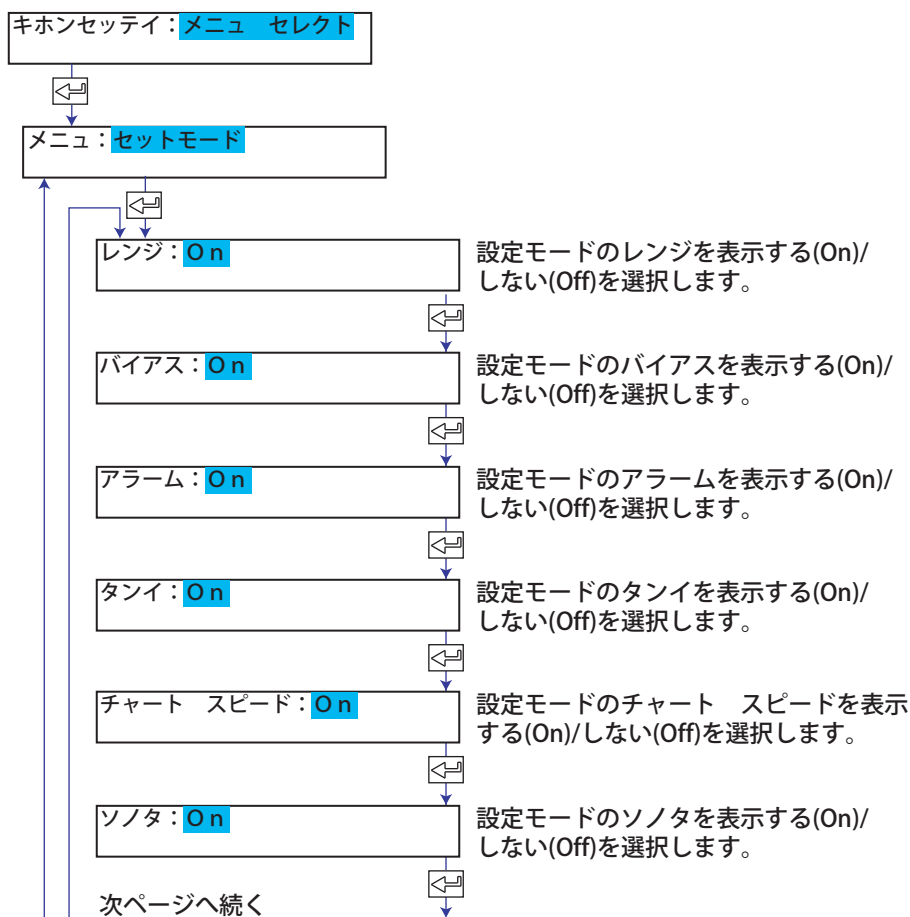 キホンセッテイ：メニュー　セレクト
メニュー：セットモード
レンジ：On
設定モードのレンジを表示する(On)/
しない(Off)を選択します。
バイアス：On
設定モードのバイアスを表示する(On)/
しない(Off)を選択します。
アラーム：On
設定モードのアラームを表示する(On)/
しない(Off)を選択します。
タンイ：On
設定モードのタンイを表示する(On)/
しない(Off)を選択します。
チャート　スピード：On
設定モードのチャート　スピードを表示
する(On)/しない(Off)を選択します。
ソノタ：On
設定モードのソノタを表示する(On)/
しない(Off)を選択します。
次ページへ続く